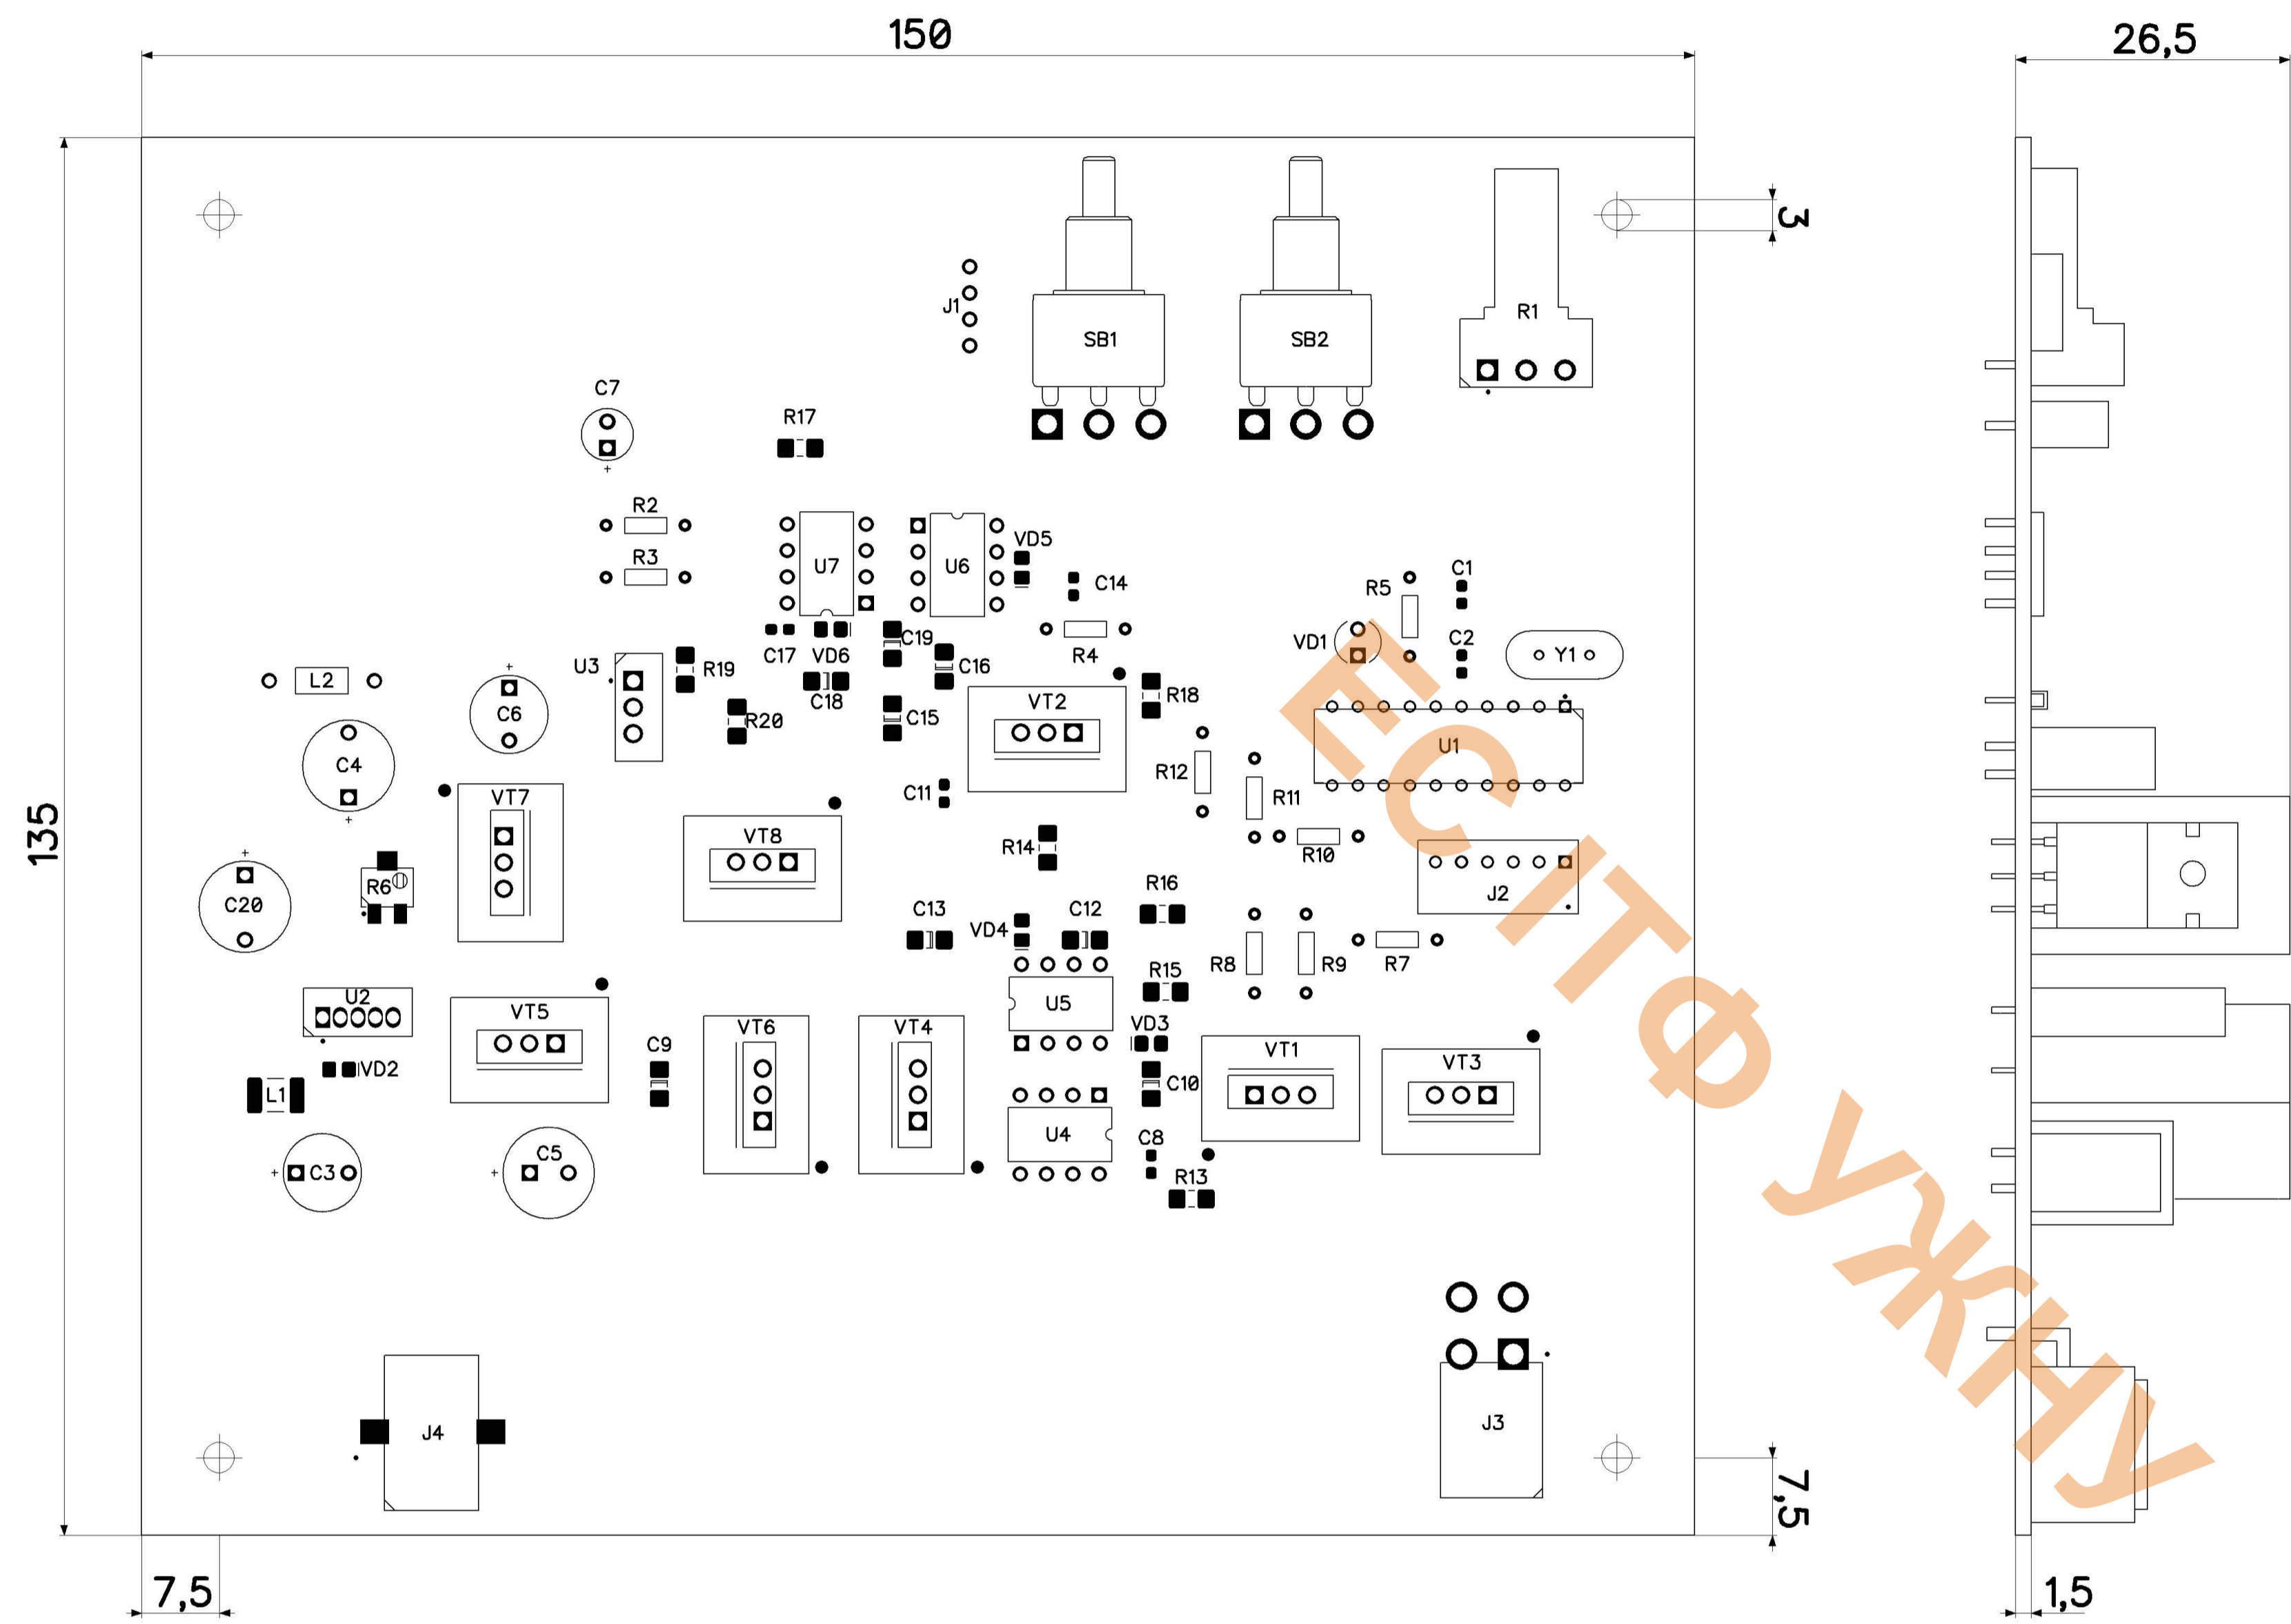 150
26,5
3
J1
SB1
SB2
R1
C7
+
R17
R2
R3
U7
U6
VD5
C14
R5
C1
VD1
C2
Y1
C17
VD6
C19
R4
U3
R19
C16
L2
C18
R18
+
C6
R20
C15
VT2
C4
+
U1
R12
C11
R11
VT7
VT8
135
R14
R10
+
R6
C20
R16
J2
C13
VD4
C12
R8
R9
R7
U2
R15
U5
VT5
VT6
VT4
VD3
VT1
VT3
C9
VD2
L1
C10
U4
C8
+
C3
+
C5
R13
J4
J3
7,5
7,5
1,5
ЕС ІТФ УЖНУ